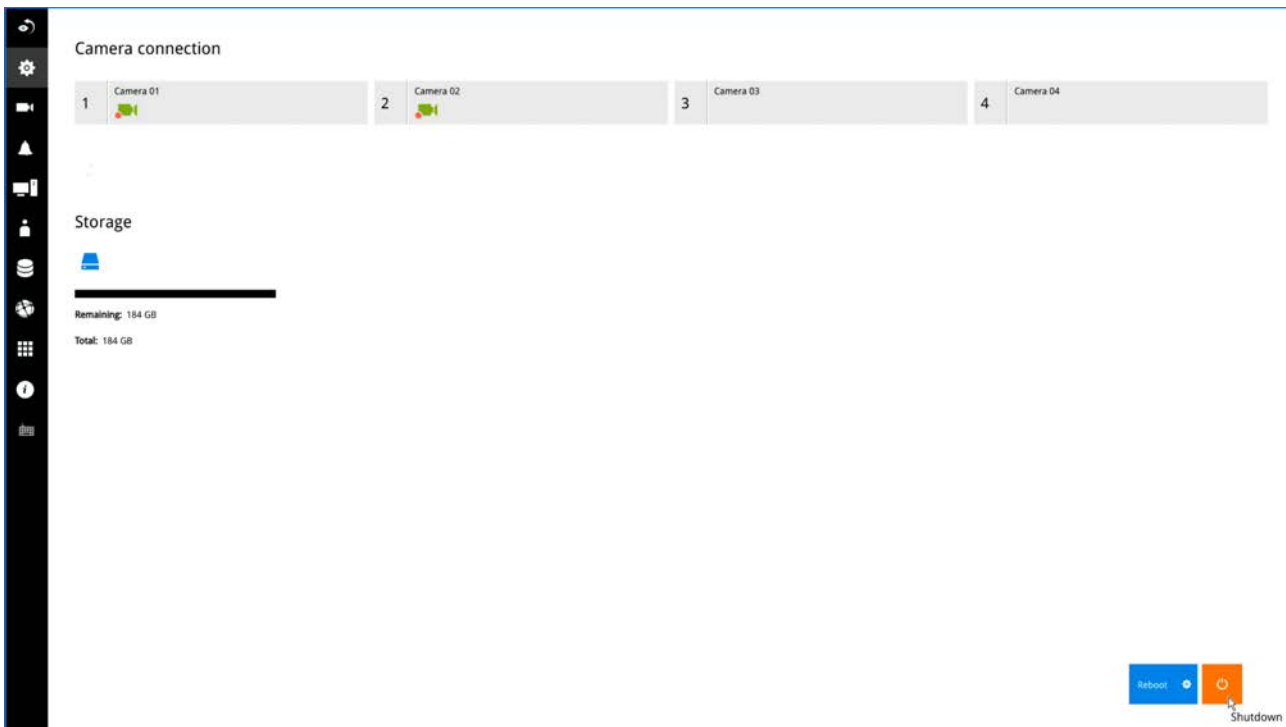 Camera connection
1 Camera 01
2 Camera 02
3 Camera 03
4 Camera 04
Storage
Remaining: 184 GB
Total: 184 GB
Reboot
Shutdown